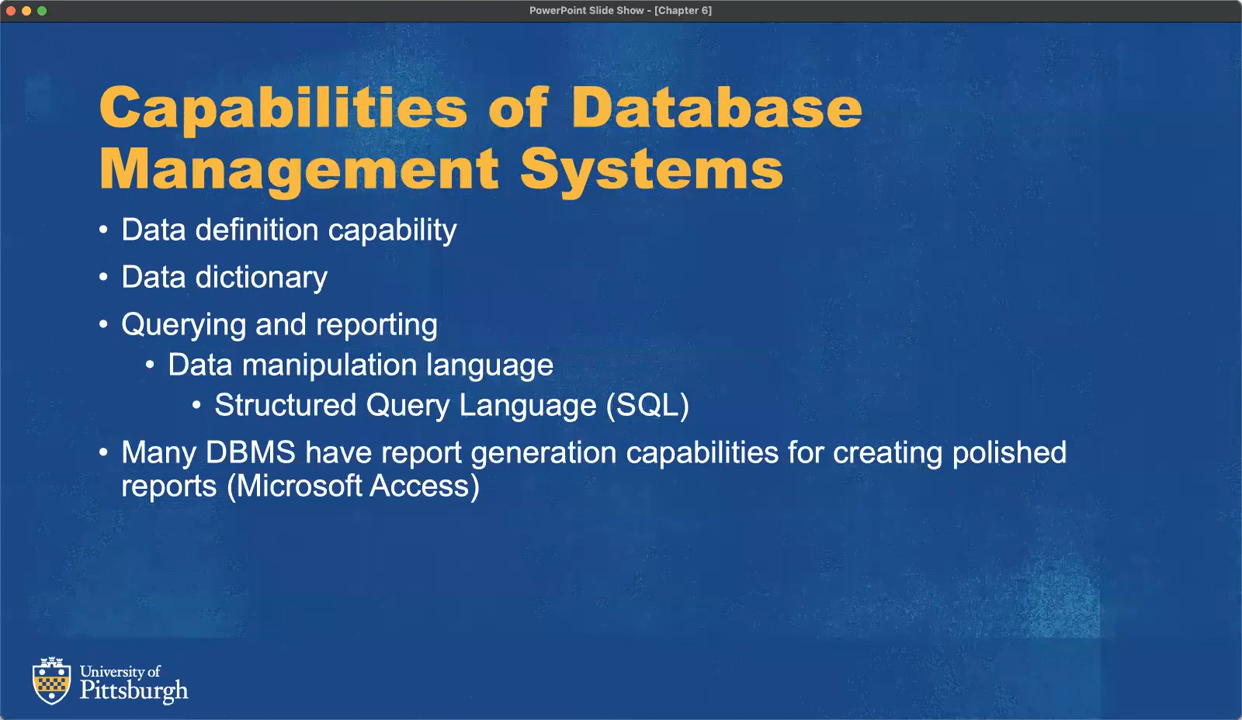 PowerPoint Slide Show - [Chapter 6]
Capabilities of Database
Management Systems
• Data definition capability
• Data dictionary
• Querying and reporting
• Data manipulation language
• Structured Query Language (SQL)
• Many DBMS have report generation capabilities for creating polished
reports (Microsoft Access)
University of
Pittsburgh